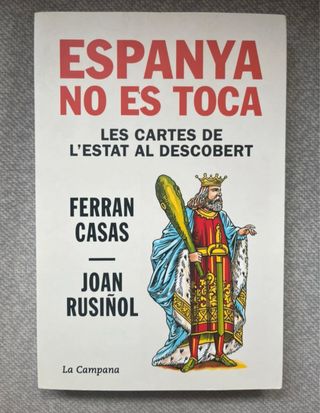 ESPANYA
NO ES TOCA
LES CARTES DE
L'ESTAT AL DESCOBERT
FERRAN
CASAS
JOAN
RUSIÑOL
La Campana